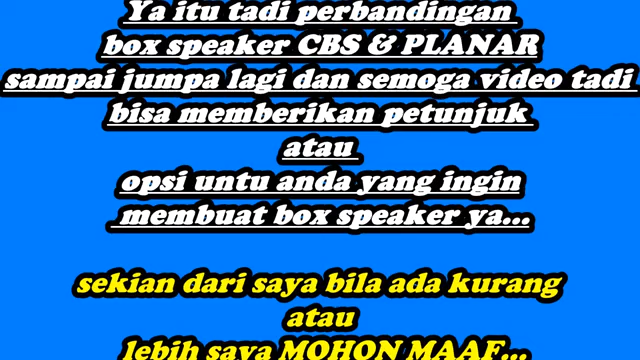 Ya itu tadi perbandingan
box speaker CBS & PLANAR
sampai jumpa lagi dan semoga video tadi
bisa memberikan petunjuk
atau
opsi untu anda yang ingin
membuat box speaker ya...
sekian dari saya bila ada kurang
atau
lebih saya MOHON MAAF...